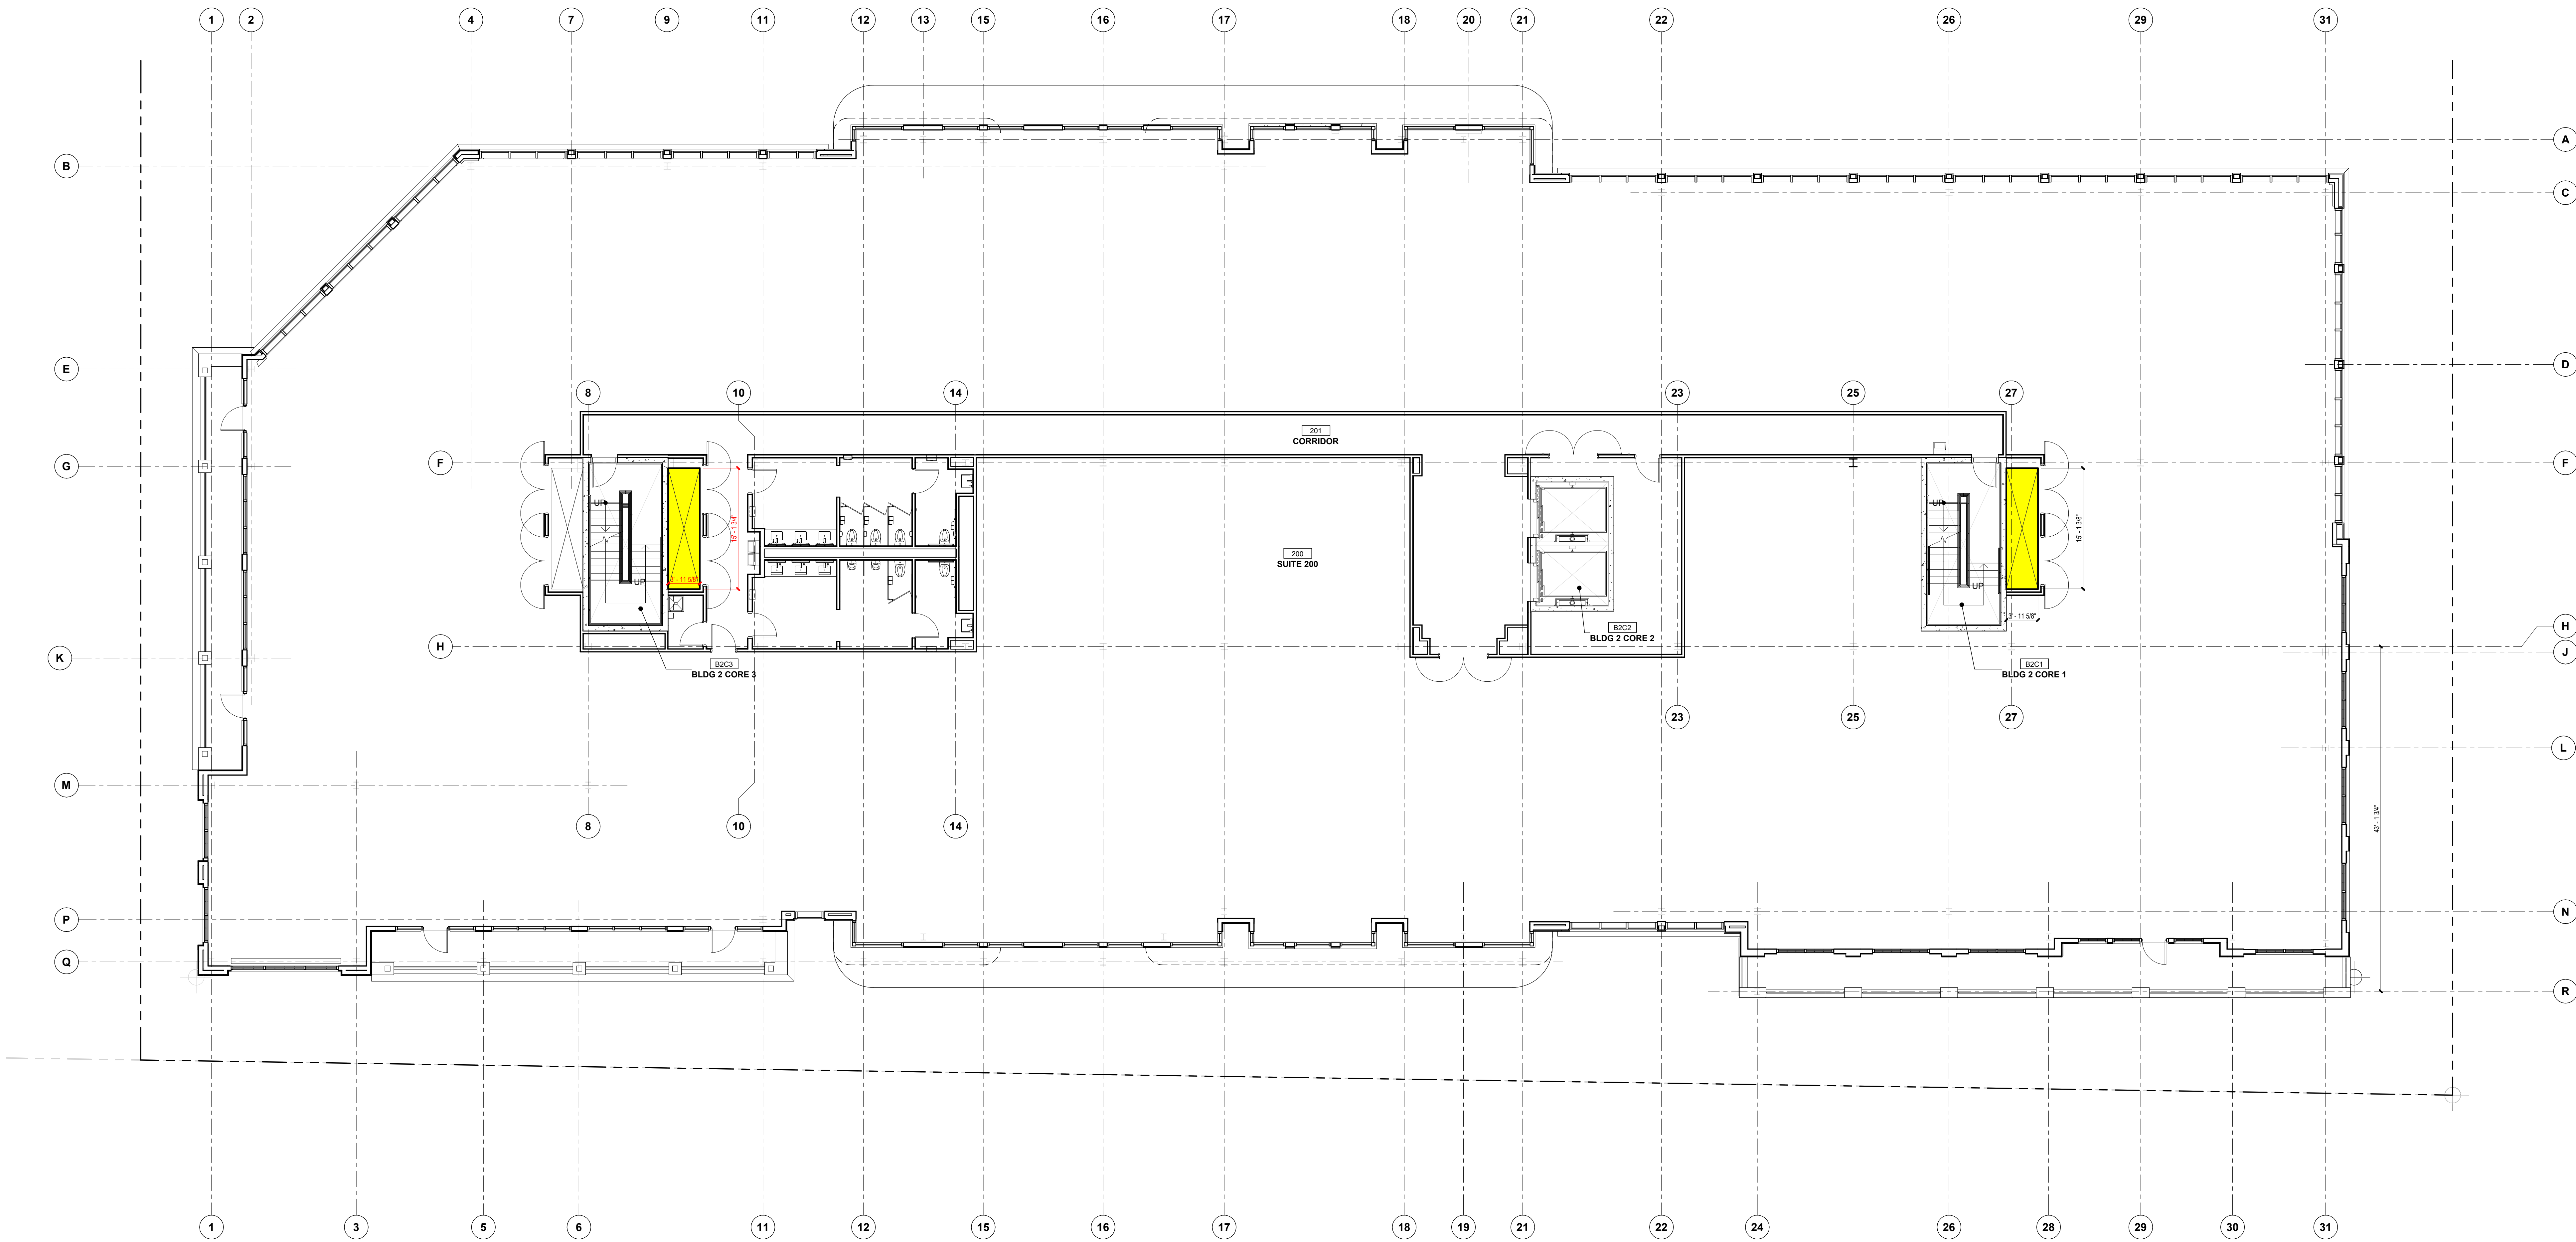 1 2 4 7 9 11 12 13 15 16 17 18 20 21 22 26 29 31
A
B
C
D
E
8 10 14 23 25 27
201
CORRIDOR
G
F F
UP UP
15' - 1 3/4"
15' - 1 3/8"
200
SUITE 200
UP UP
3' - 11 5/8"
3' - 11 5/8"
B2C2
BLDG 2 CORE 2
H
H
J
K
B2C3
BLDG 2 CORE 3
B2C1
BLDG 2 CORE 1
23 25 27
L
M
43' - 1 3/4"
8 10 14
N
P
Q
R
1 3 5 6 11 12 15 16 17 18 19 21 22 24 26 28 29 30 31